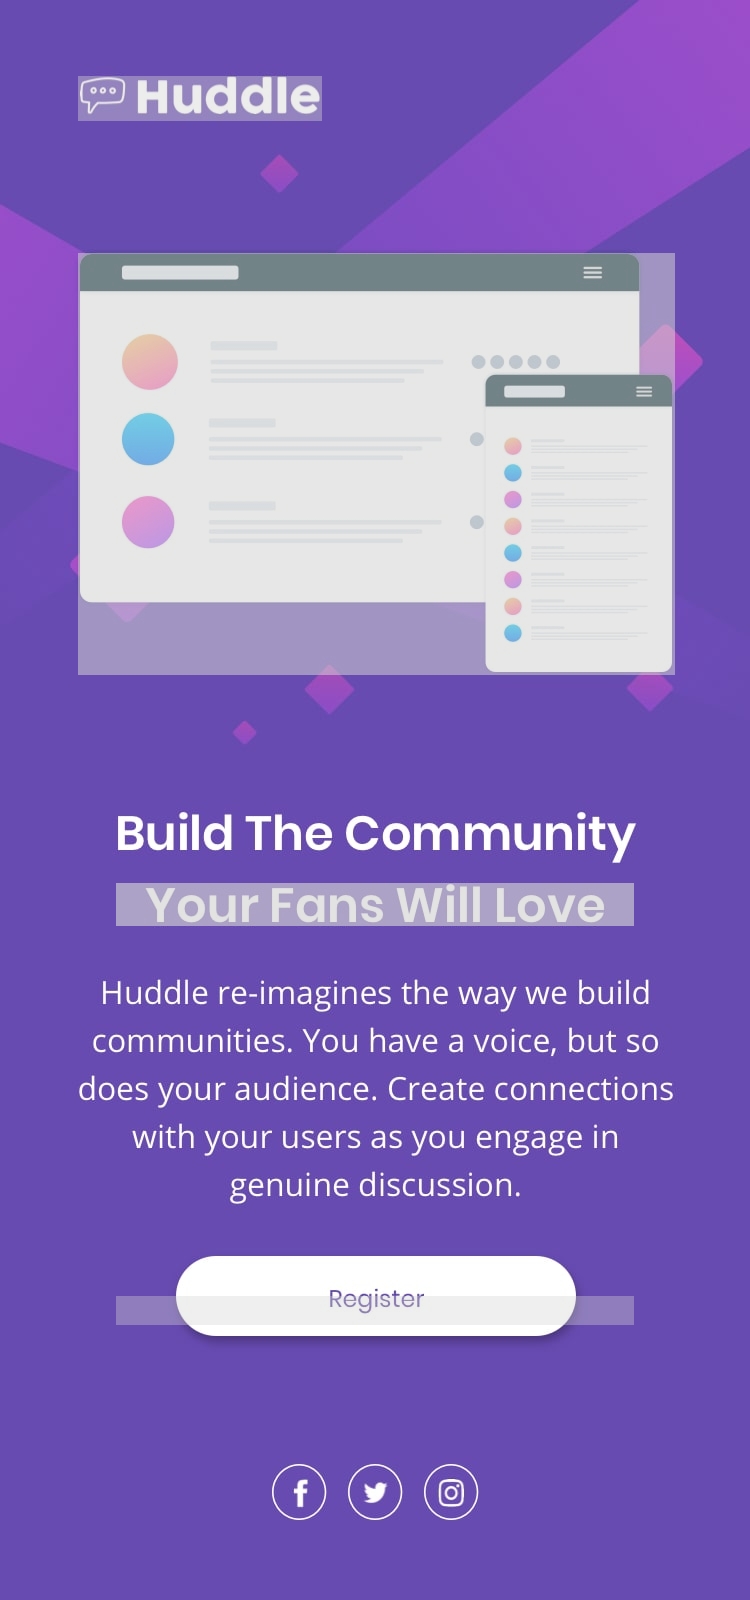 Huddle
Build The Community
Your Fans Will Love
Huddle re-imagines the way we build
communities. You have a voice, but so
does your audience. Create connections
with your users as you engage in
genuine discussion.
Register